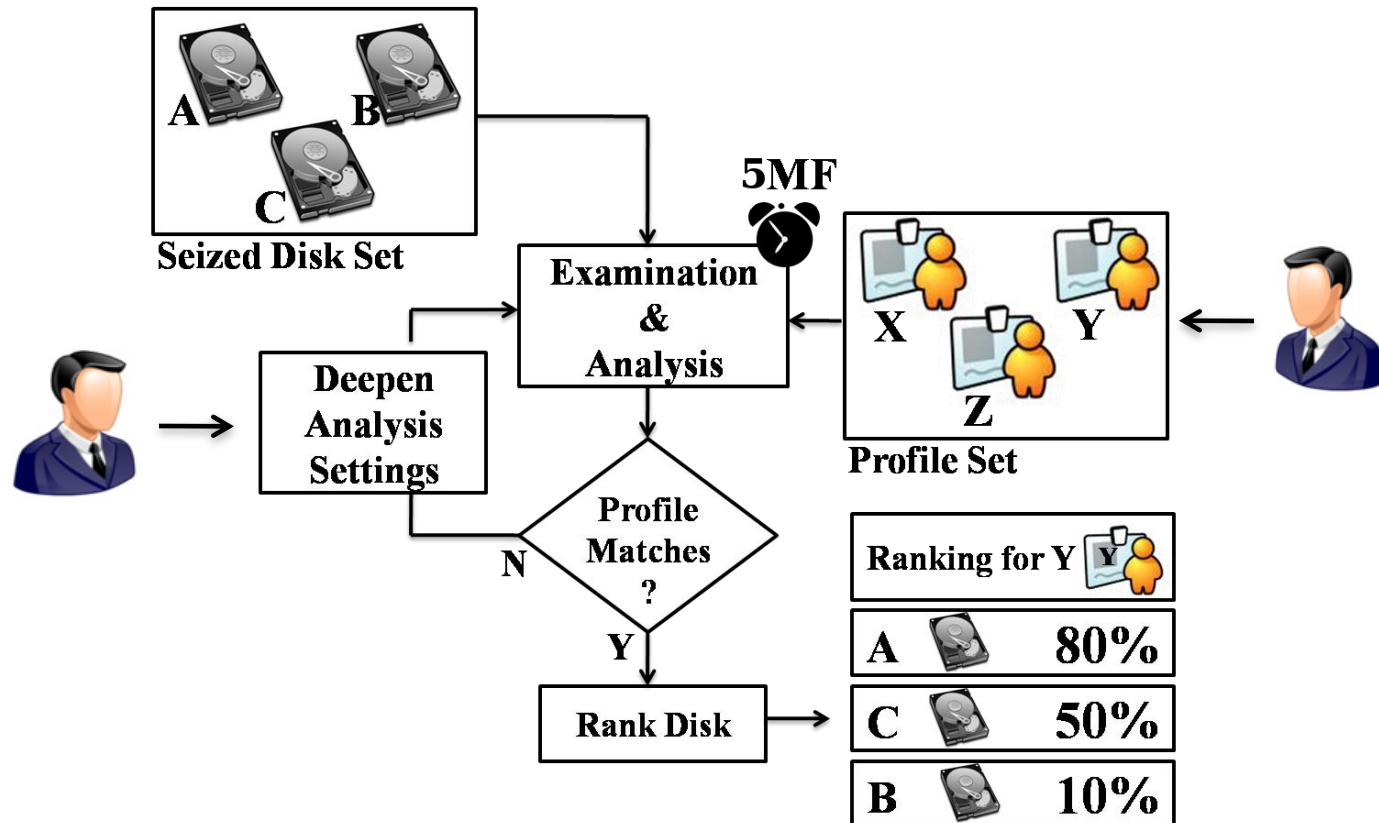 A
B
C
Seized Disk Set
5MF
Examination
&
Analysis
X
Y
Z
Profile Set
Deepen
Analysis
Settings
Profile
Matches
?
N
Y
Rank Disk
Ranking for Y
Y
A 80%
C 50%
B 10%